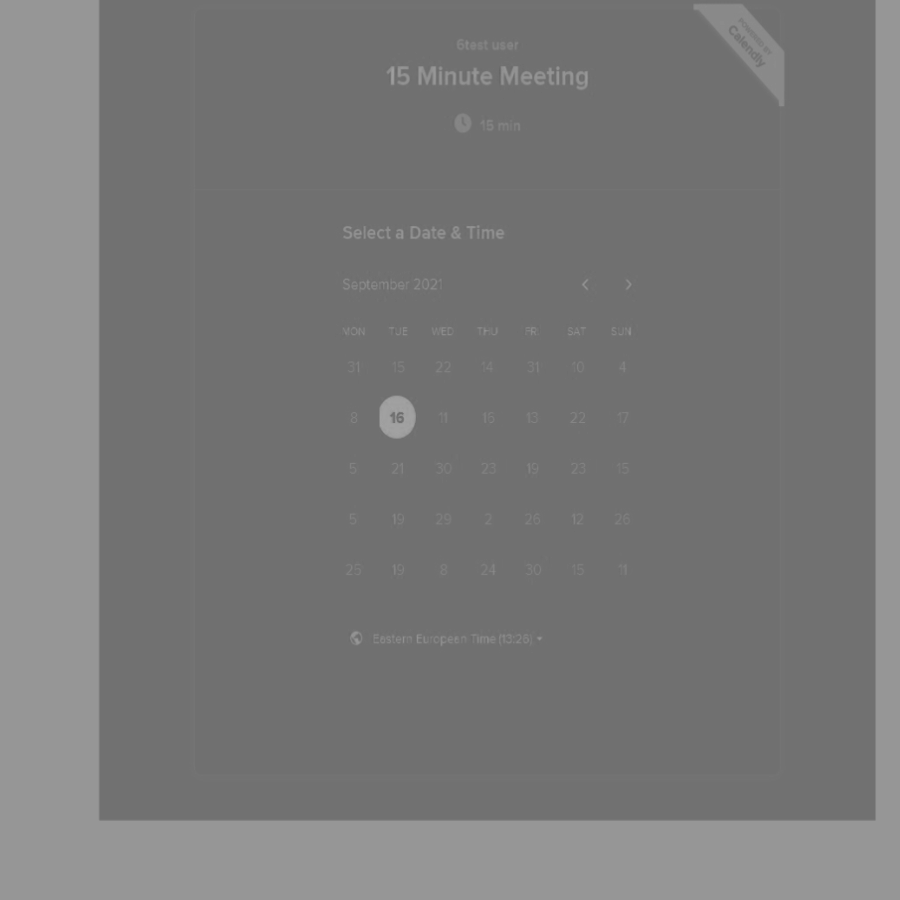 6test user
15 Minute Meeting
15 min
POWERED BY
Calendly
Select a Date & Time
September 2021
MON TUE WED THU FRI SAT SUN
31 15 22 14 31 10 4
8 16 11 15 13 22 17
5 21 30 23 19 23 15
5 19 29 2 26 12 26
25 19 8 24 30 15 11
Eastern European Time (13:26)